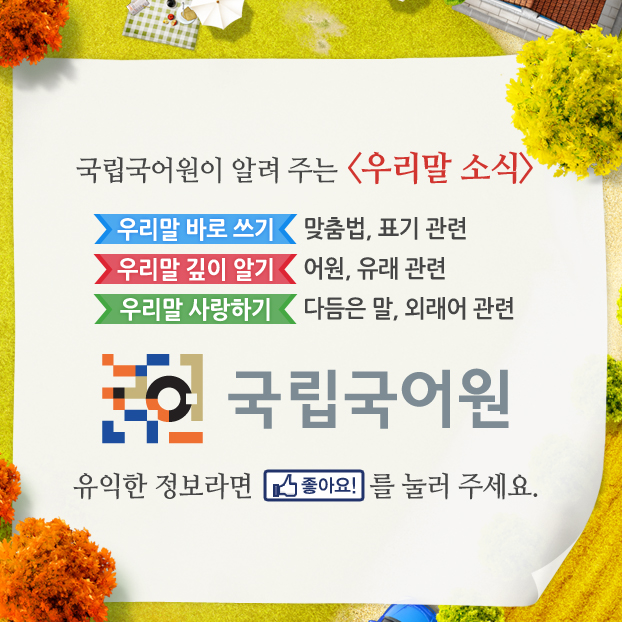 국립국어원이 알려 주는 <우리말 소식>
우리말 바로 쓰기 맞춤법, 표기 관련
우리말 깊이 알기 어원, 유래 관련
우리말 사랑하기 다듬은 말, 외래어 관련
국립국어원
유익한 정보라면 좋아요! 를 눌러 주세요.